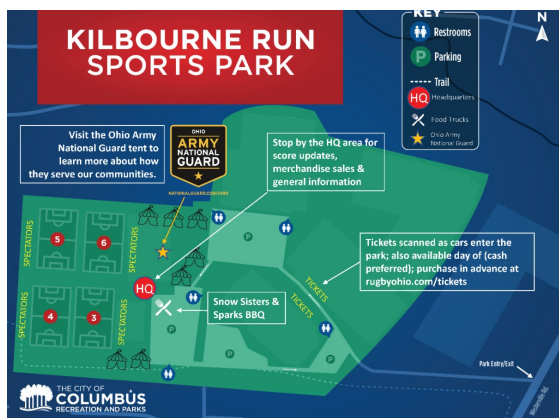 KILBOURNE RUN
SPORTS PARK
KEY
Restrooms
P
Parking
Trail
HQ
Headquarters
Food Trucks
Ohio Army
National Guard
N
Visit the Ohio Army
National Guard tent to
learn more about how
they serve our communities.
OHIO
ARMY
NATIONAL
GUARD
Stop by the HQ area for
score updates,
merchandise sales &
general information
Tickets scanned as cars enter the
park; also available day of (cash
preferred); purchase in advance at
rugbyohio.com/tickets
SPECTATORS
5
6
SPECTATORS
P
TICKETS
HQ
SPECTATORS
4
3
SPECTATORS
Snow Sisters &
Sparks BBQ
TICKETS
P
P
P
Park Entry/Exit
THE CITY OF
COLUMBUS
RECREATION AND PARKS